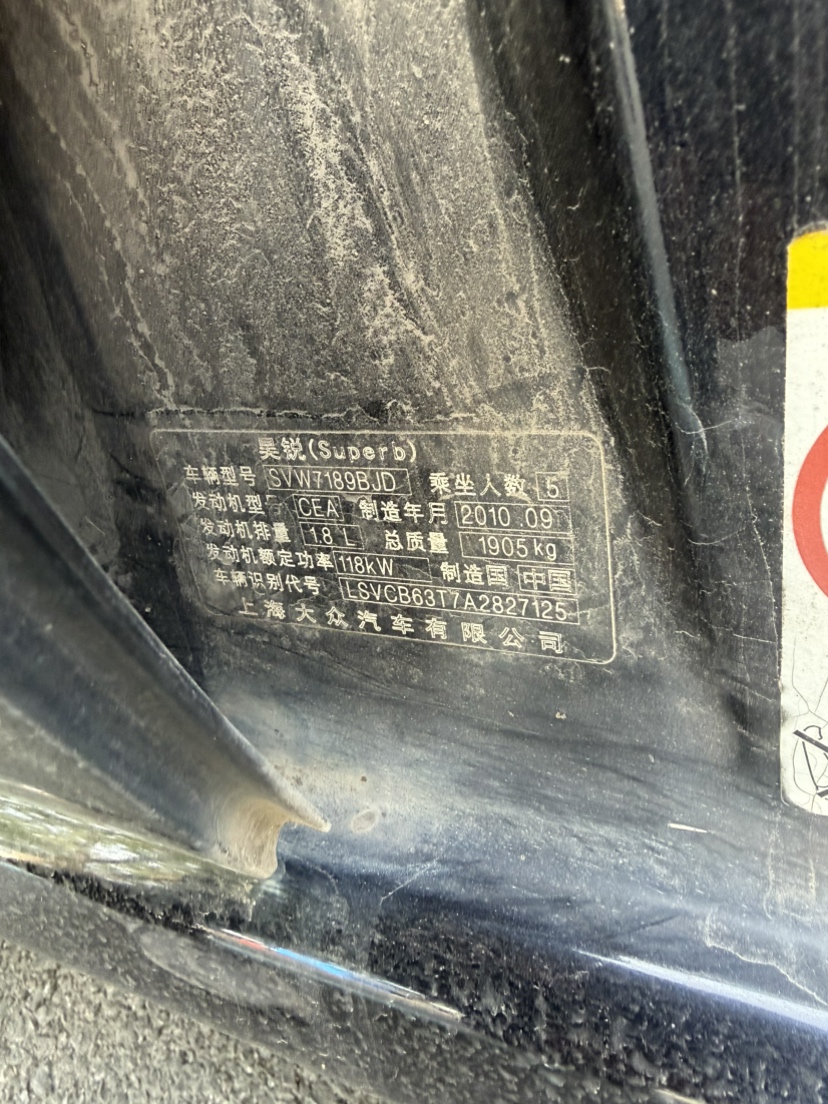 昊锐(Superb)
车辆型号 SVW7189BJD 乘坐人数 5
发动机型号 CEA 制造年月 2010.09
发动机排量 1.8 L 总质量 1905kg
发动机额定功率 118kW 制造国 中国
车辆识别代号 LSVCB63T7A2827125
上海大众汽车有限公司